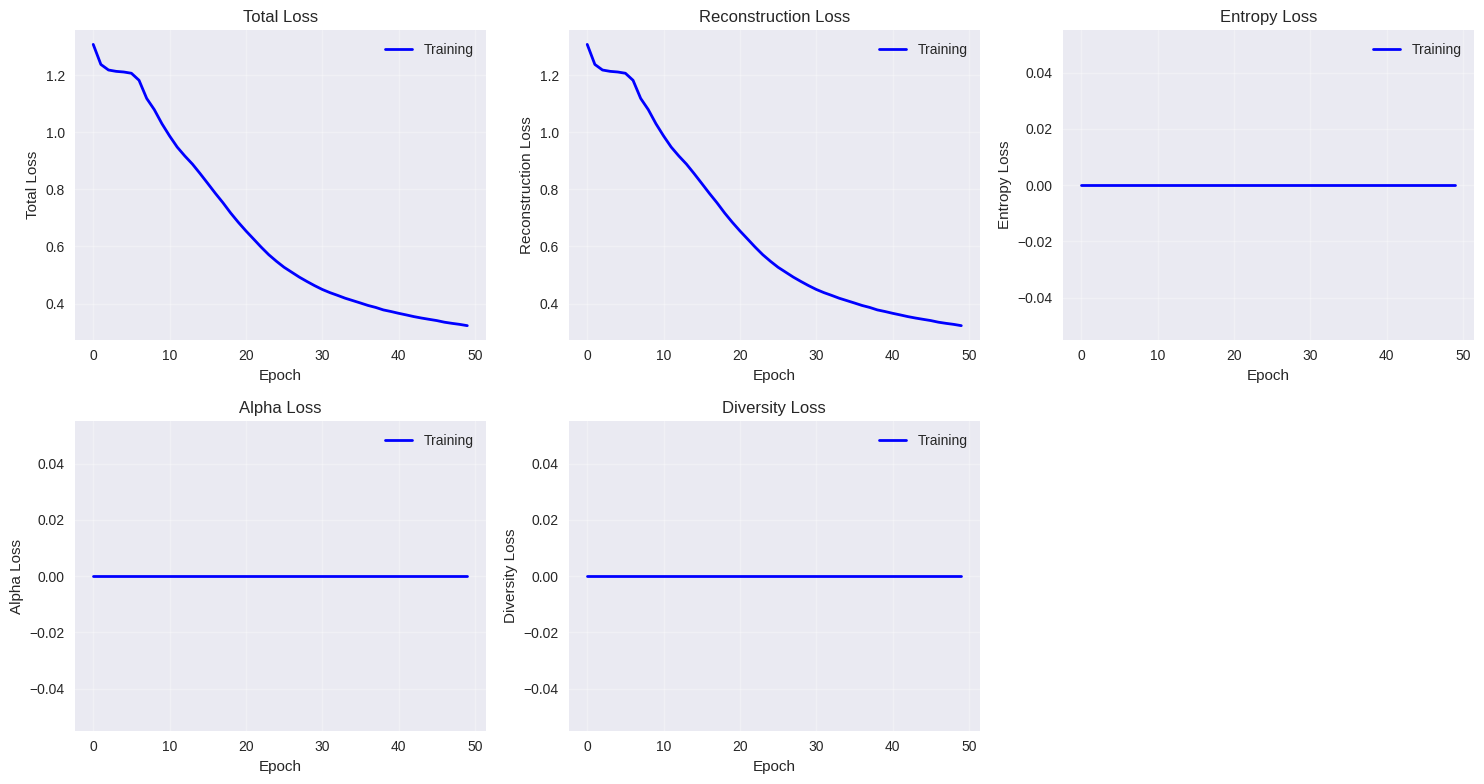 Total Loss
Training
1.2
1.0
0.8
0.6
0.4
Total Loss
0 10 20 30 40 50
Epoch
Reconstruction Loss
Training
1.2
1.0
0.8
0.6
0.4
Reconstruction Loss
0 10 20 30 40 50
Epoch
Entropy Loss
Training
0.04
0.02
0.00
−0.02
−0.04
Entropy Loss
0 10 20 30 40 50
Epoch
Alpha Loss
Training
0.04
0.02
0.00
−0.02
−0.04
Alpha Loss
0 10 20 30 40 50
Epoch
Diversity Loss
Training
0.04
0.02
0.00
−0.02
−0.04
Diversity Loss
0 10 20 30 40 50
Epoch